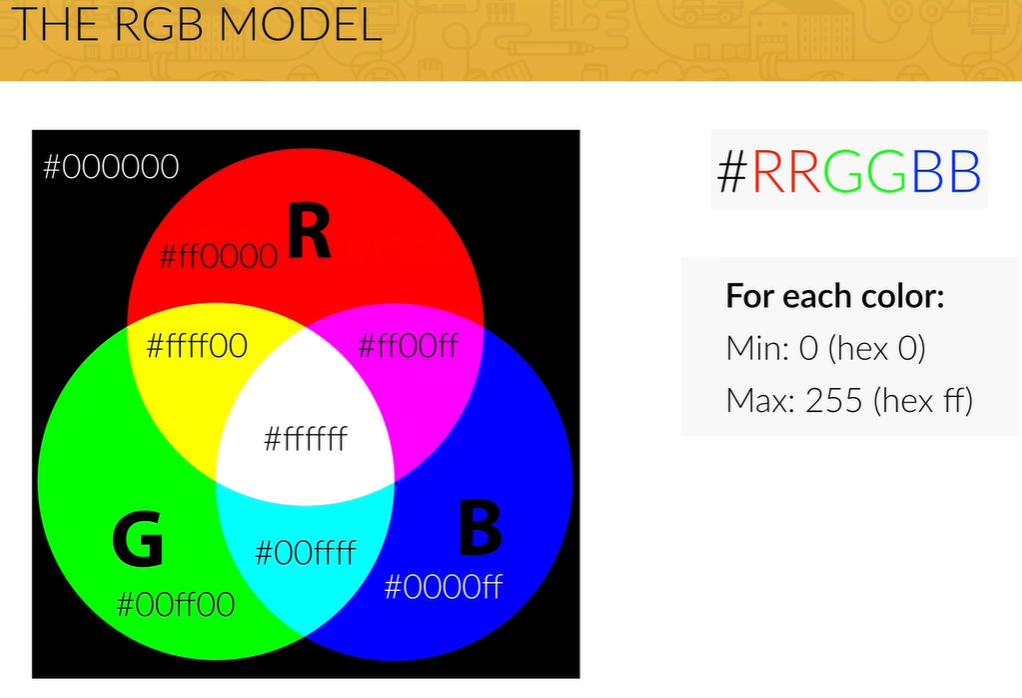 THE RGB MODEL
#000000
R
#ff0000
#ffff00
#ff00ff
#ffffff
G
B
#00ffff
#0000ff
#00ff00
#RRGGBB
For each color:
Min: 0 (hex 0)
Max: 255 (hex ff)